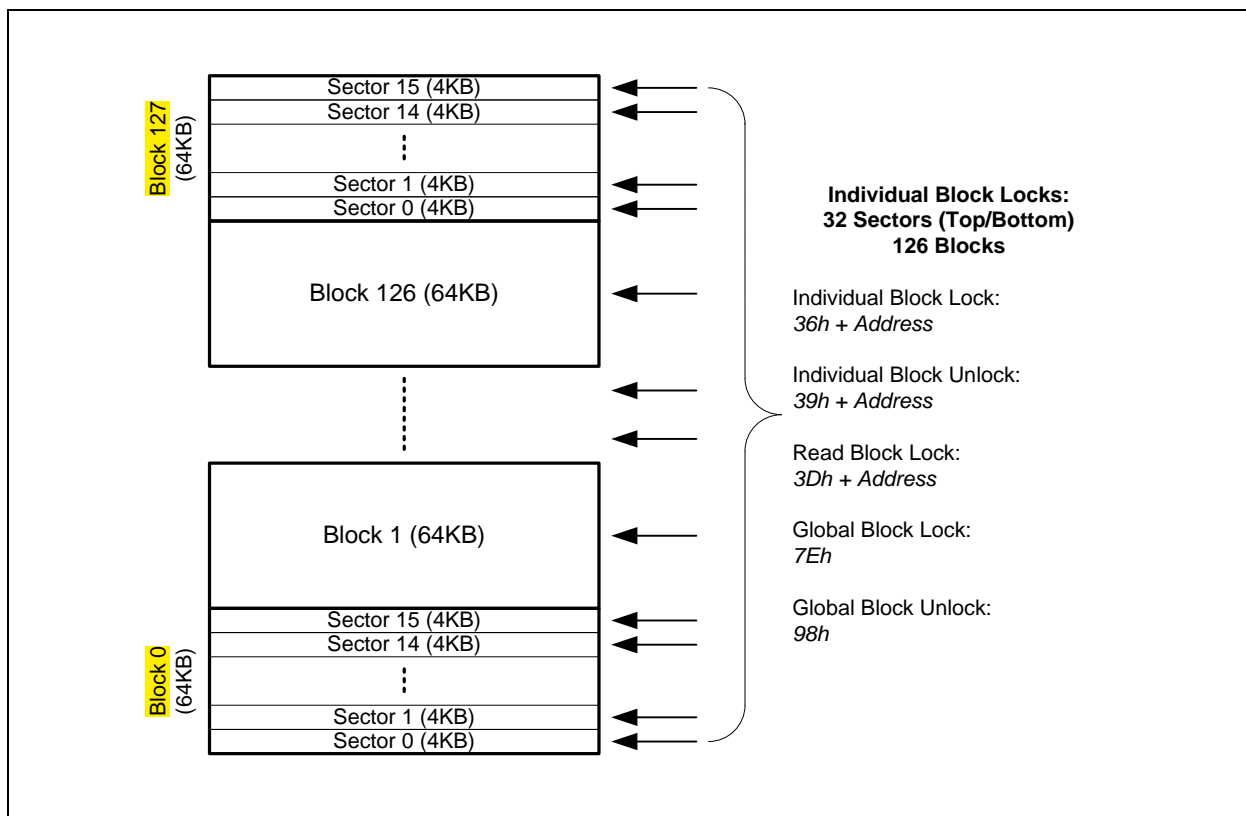 Block 127
(64KB)
Sector 15 (4KB)
Sector 14 (4KB)
Sector 1 (4KB)
Sector 0 (4KB)
Block 126 (64KB)
Block 1 (64KB)
Block 0
(64KB)
Sector 15 (4KB)
Sector 14 (4KB)
Sector 1 (4KB)
Sector 0 (4KB)
Individual Block Locks:
32 Sectors (Top/Bottom)
126 Blocks
Individual Block Lock:
36h + Address
Individual Block Unlock:
39h + Address
Read Block Lock:
3Dh + Address
Global Block Lock:
7Eh
Global Block Unlock:
98h